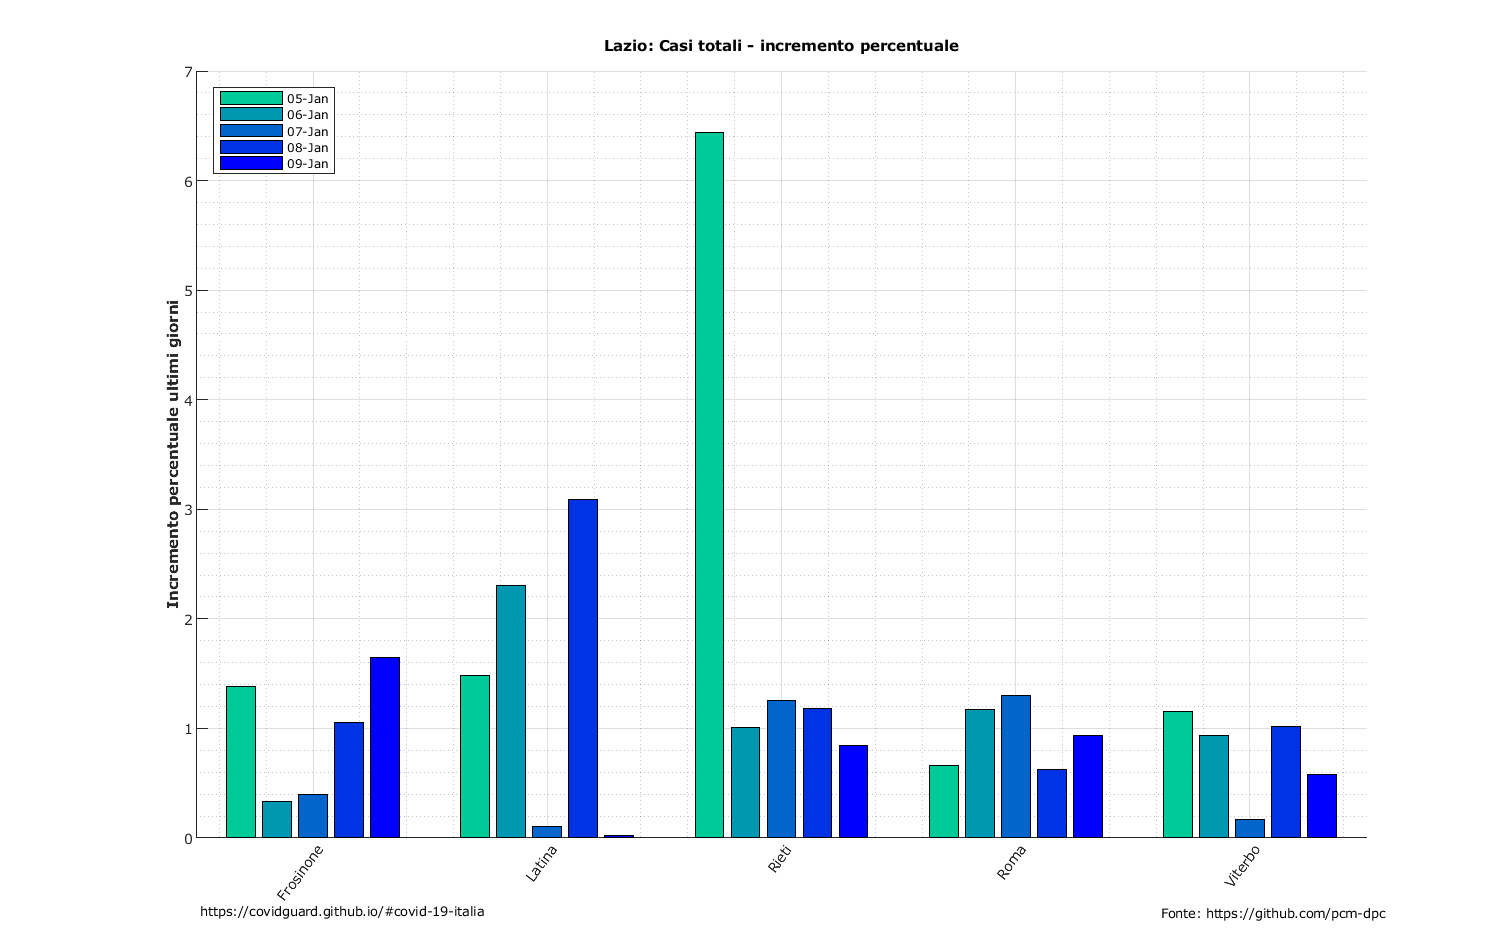 Lazio: Casi totali - incremento percentuale
7
6
5
4
3
2
1
0
Incremento percentuale ultimi giorni
05-Jan
06-Jan
07-Jan
08-Jan
09-Jan
Frosinone
Latina
Rieti
Roma
Viterbo
https://covidguard.github.io/#covid-19-italia
Fonte: https://github.com/pcm-dpc